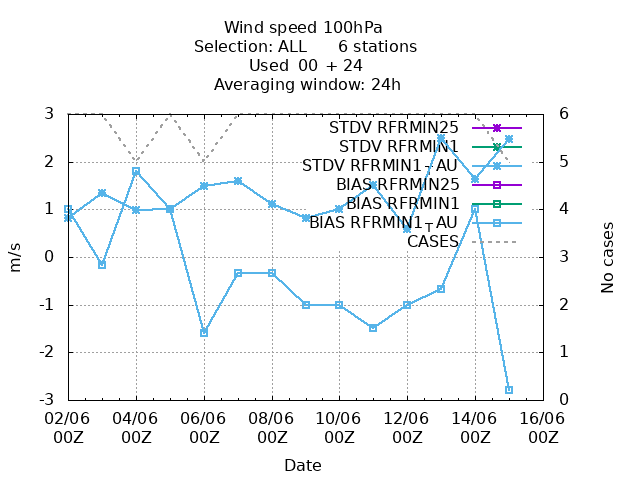 Wind speed 100hPa
Selection: ALL 6 stations
Used 00 + 24
Averaging window: 24h
3 6
STDV RFRMIN25
STDV RFRMIN1
2 5
STDV RFRMIN1_AU
BIAS RFRMIN25
BIAS RFRMIN1
1 4
BIAS RFRMIN1_AU
CASES
0 3
m/s
No cases
-1 2
-2 1
-3 0
02/06 04/06 06/06 08/06 10/06 12/06 14/06 16/06
00Z 00Z 00Z 00Z 00Z 00Z 00Z 00Z
Date